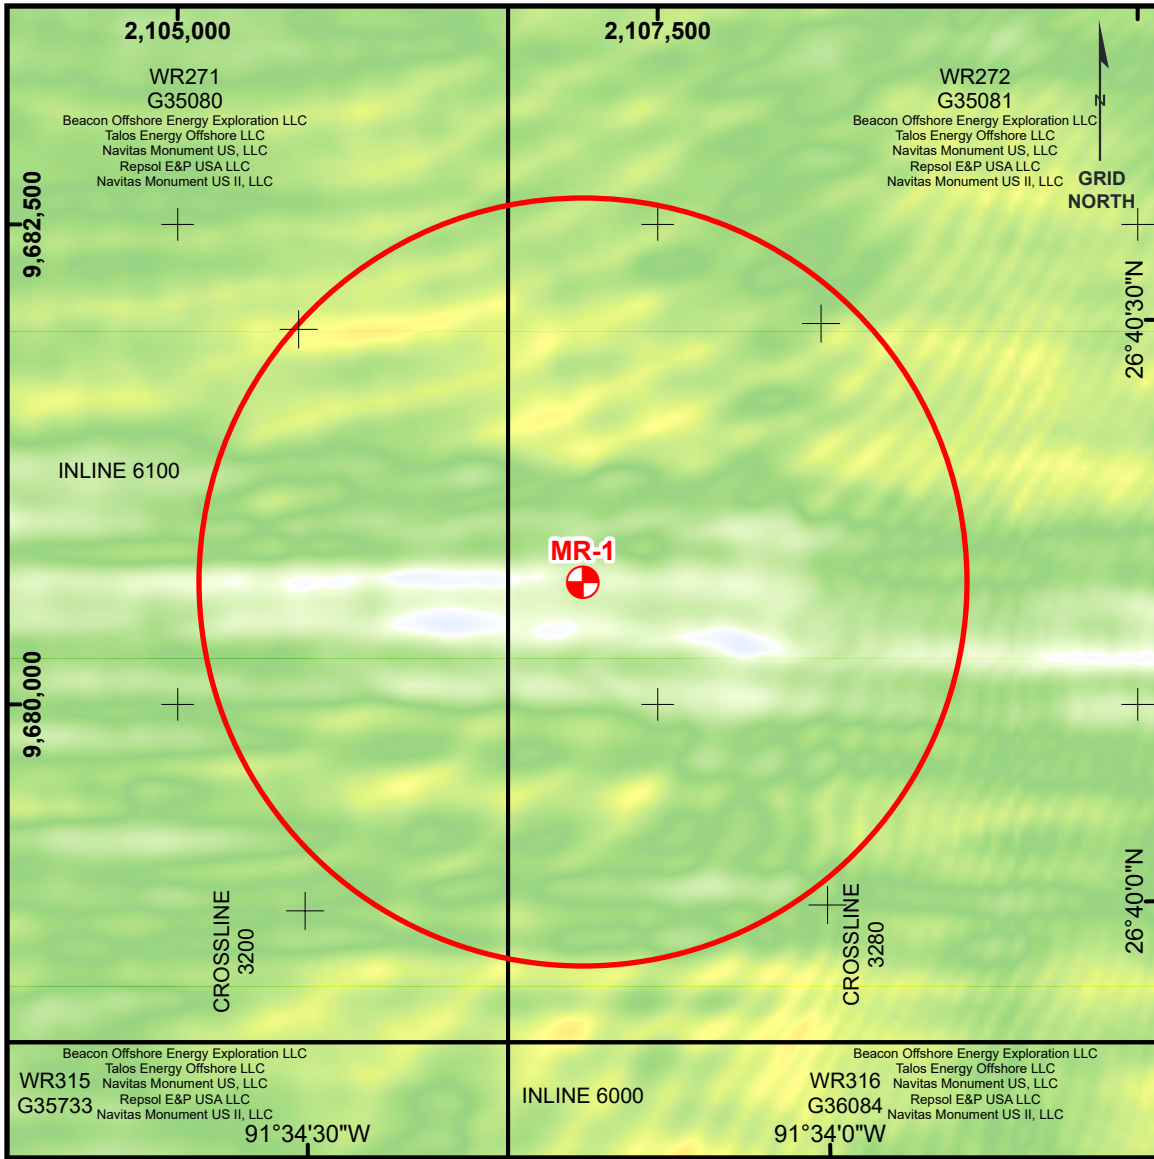 2,105,000
2,107,500
WR271
G35080
Beacon Offshore Energy Exploration LLC
Talos Energy Offshore LLC
Navitas Monument US, LLC
Repsol E&P USA LLC
Navitas Monument US II, LLC
WR272
G35081
Beacon Offshore Energy Exploration LLC
Talos Energy Offshore LLC
Navitas Monument US, LLC
Repsol E&P USA LLC
Navitas Monument US II, LLC
N
GRID
NORTH
9,682,500
26°40'30"N
INLINE 6100
MR-1
9,680,000
26°40'0"N
CROSSLINE
3200
CROSSLINE
3280
WR315
G35733
Beacon Offshore Energy Exploration LLC
Talos Energy Offshore LLC
Navitas Monument US, LLC
Repsol E&P USA LLC
Navitas Monument US II, LLC
INLINE 6000
WR316
G36084
Beacon Offshore Energy Exploration LLC
Talos Energy Offshore LLC
Navitas Monument US, LLC
Repsol E&P USA LLC
Navitas Monument US II, LLC
91°34'30"W
91°34'0"W